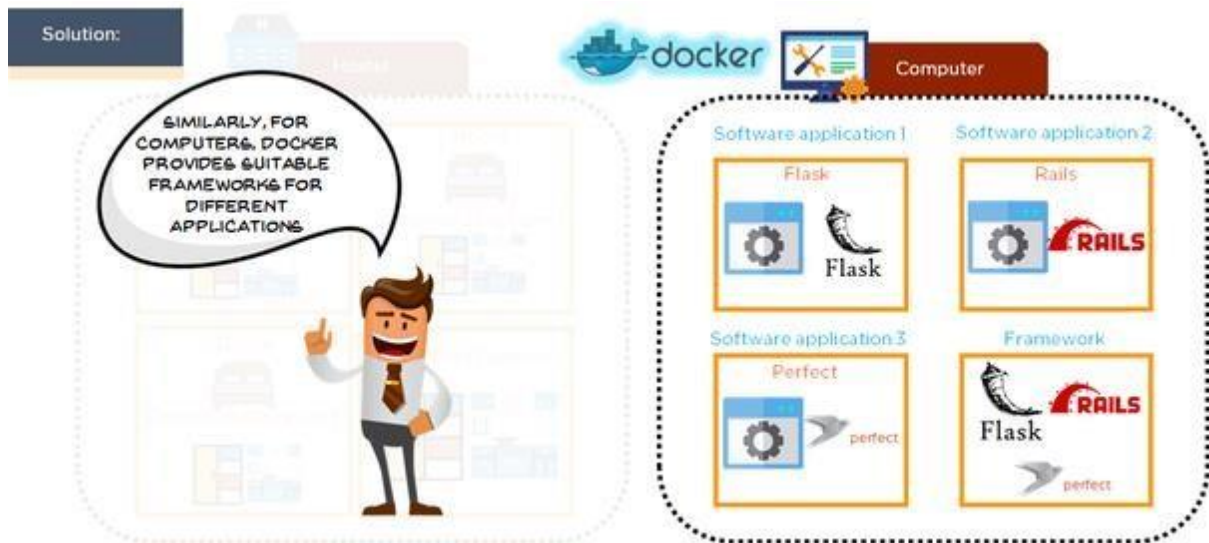 Solution:
Hostel
docker
Computer
SIMILARLY, FOR
COMPUTERS, DOCKER
PROVIDES SUITABLE
FRAMEWORKS FOR
DIFFERENT
APPLICATIONS
Software application 1
Software application 2
Flask
Rails
Flask
RAILS
Software application 3
Framework
Perfect
perfect
Flask
RAILS
perfect